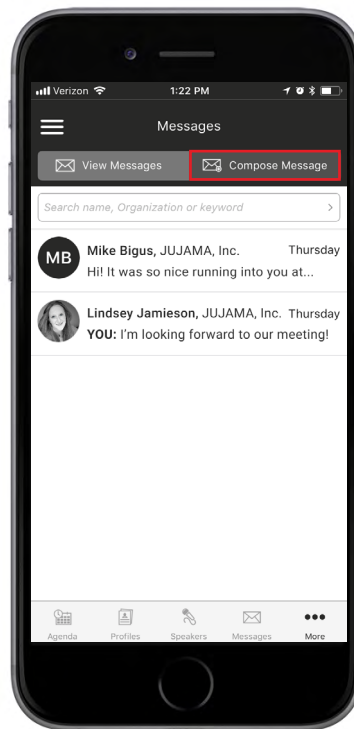 Verizon 1:22 PM
Messages
View Messages Compose Message
Search name, Organization or keyword >
MB Mike Bigus, JUJAMA, Inc. Thursday
Hi! It was so nice running into you at...
Lindsey Jamieson, JUJAMA, Inc. Thursday
YOU: I'm looking forward to our meeting!
Agenda Profiles Speakers Messages More